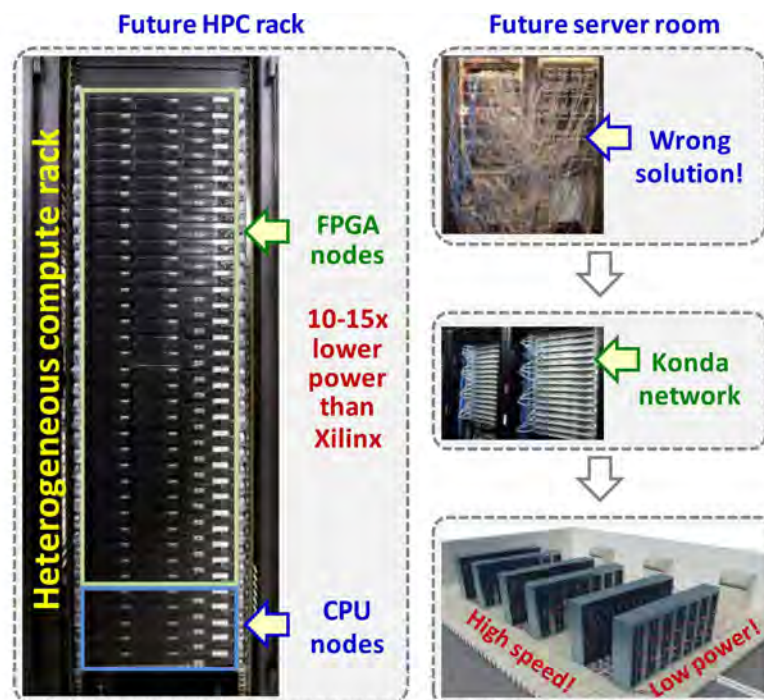 Future HPC rack
Heterogeneous compute rack
FPGA
nodes
10-15x
lower
power
than
Xilinx
CPU
nodes
Future server room
Wrong
solution!
Konda
network
High speed!
Low power!